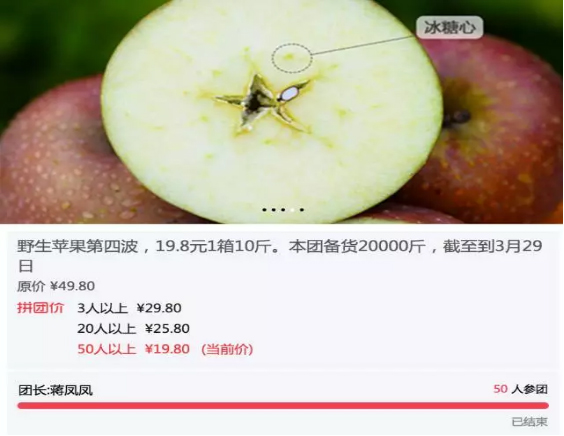 冰糖心
野生苹果第四波，19.8元1箱10斤。本团备货20000斤，截至到3月29
日
原价 ¥49.80
拼团价 3人以上 ¥29.80
20人以上 ¥25.80
50人以上 ¥19.80 (当前价)
团长:蒋凤凤 50 人参团
已结束